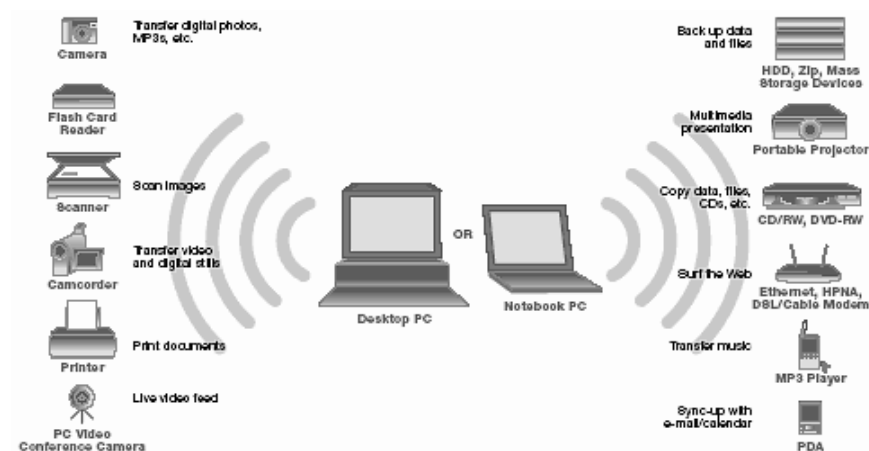 Transfer digital photos,
MP3s, etc.
Camera
Flash Card
Reader
Scan images
Scanner
Transfer video
and digital stills
Camcorder
Print documents
Printer
Live video feed
PC Video
Conference Camera
Desktop PC
OR
Notebook PC
Back up data
and files
HDD, Zip, Mass
Storage Devices
Multimedia
presentation
Portable Projector
Copy data, files,
CDs, etc.
CD/RW, DVD-RW
Surf the Web
Ethernet, HPNA,
DSL/Cable Modem
Transfer music
MP3 Player
Sync-up with
e-mail/calendar
PDA